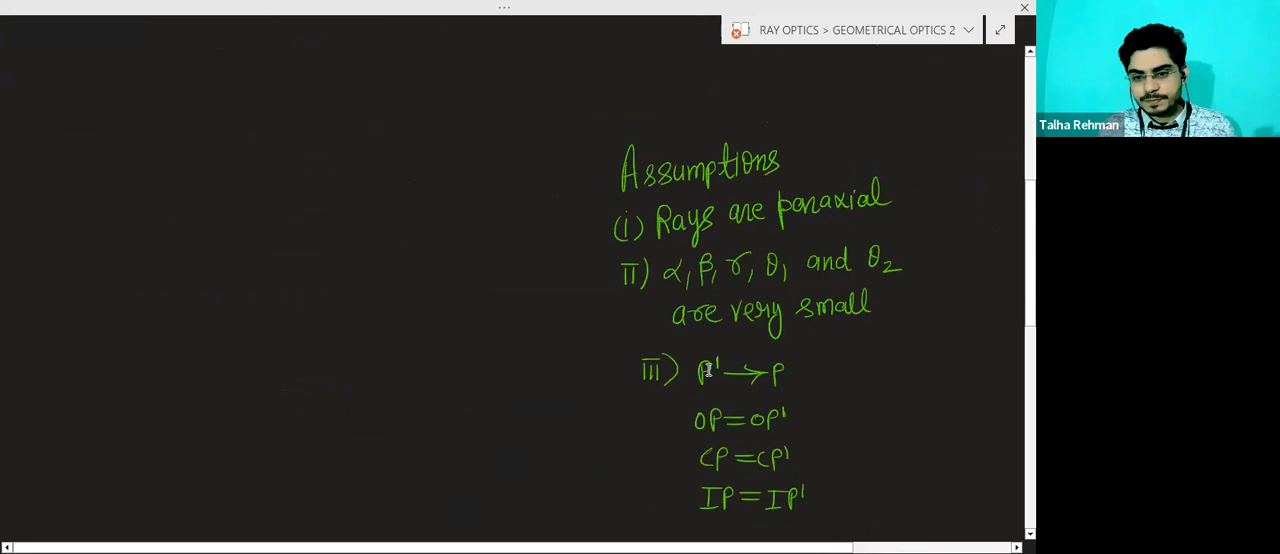 RAY OPTICS > GEOMETRICAL OPTICS 2
Talha Rehman
Assumptions
(i) Rays are paraxial
II) α, β, γ, θ₁ and θ₂
are very small
III) P' → P
OP = OP'
CP = CP'
IP = IP'